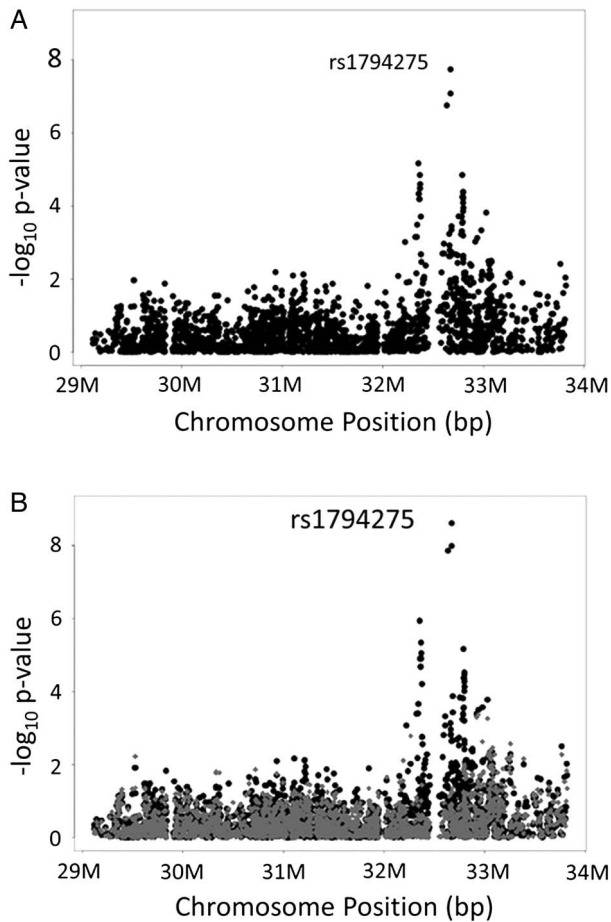 A
rs1794275
8
6
4
2
0
-log10 p-value
29M 30M 31M 32M 33M 34M
Chromosome Position (bp)
B
rs1794275
8
6
4
2
0
-log10 p-value
29M 30M 31M 32M 33M 34M
Chromosome Position (bp)